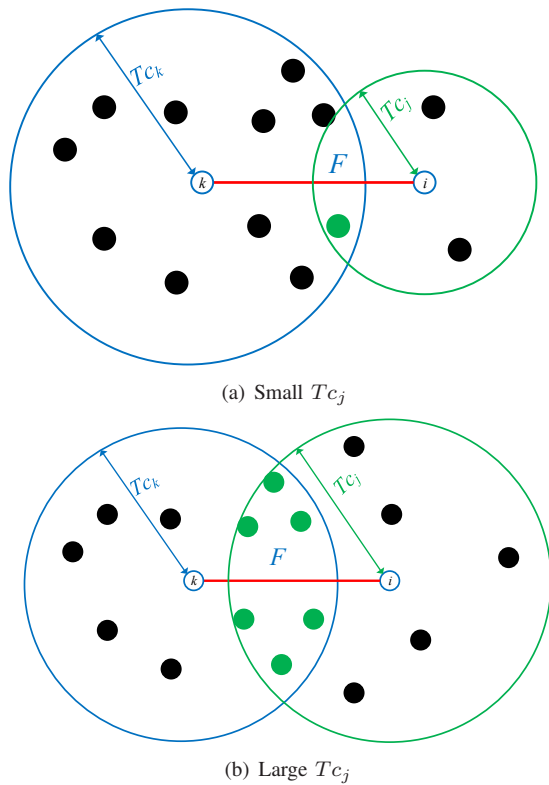 Tc_k
Tc_j
F
k
i
(a) Small Tc_j
Tc_k
Tc_j
F
k
i
(b) Large Tc_j